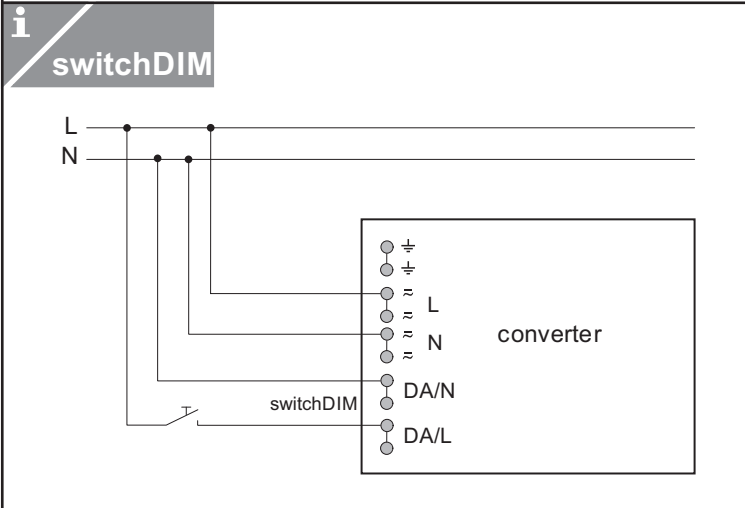 i
switchDIM
L
N
L
N
converter
DA/N
switchDIM
DA/L